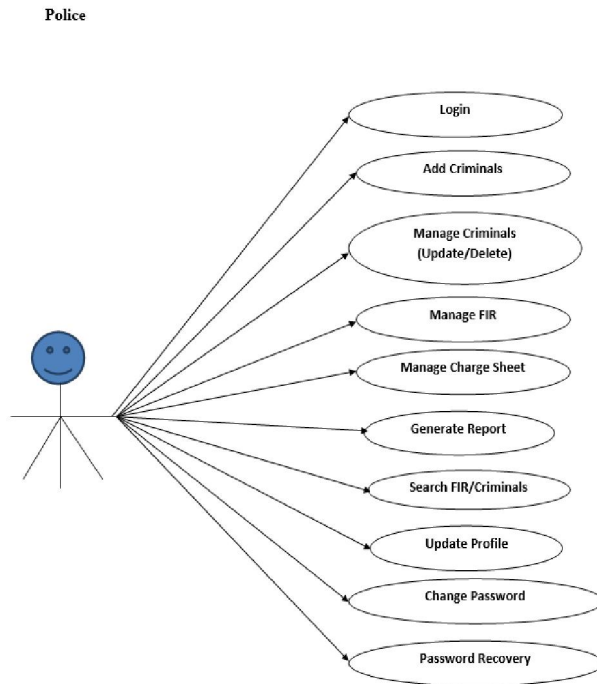 Police
Login
Add Criminals
Manage Criminals
(Update/Delete)
Manage FIR
Manage Charge Sheet
Generate Report
Search FIR/Criminals
Update Profile
Change Password
Password Recovery